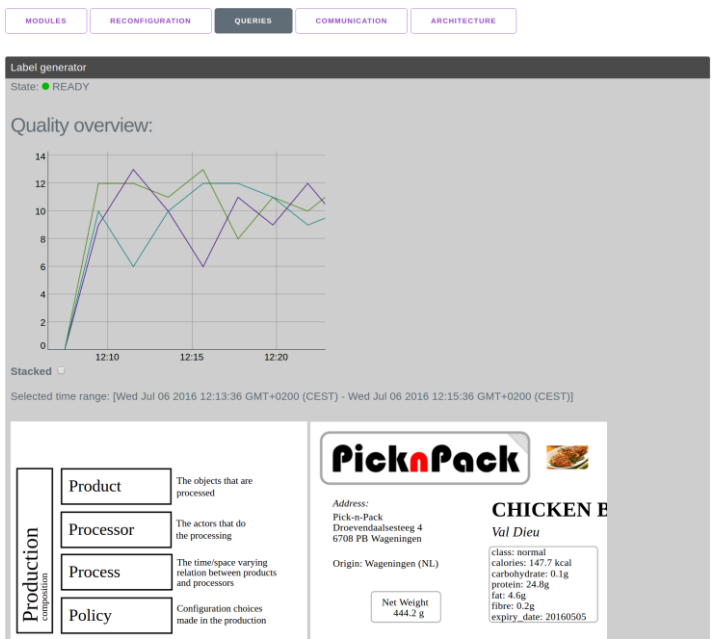 MODULES
RECONFIGURATION
QUERIES
COMMUNICATION
ARCHITECTURE
Label generator
State: READY
Quality overview:
14
12
10
8
6
4
2
0
12:10
12:15
12:20
Stacked
Selected time range: [Wed Jul 06 2016 12:13:36 GMT+0200 (CEST) - Wed Jul 06 2016 12:15:36 GMT+0200 (CEST)]
Production
composition
Product
The objects that are
processed
Processor
The actors that do
the processing
Process
The time/space varying
relation between products
and processors
Policy
Configuration choices
made in the production
PicknPack
Address:
Pick-n-Pack
Droevendaalsesteeg 4
6708 PB Wageningen
Origin: Wageningen (NL)
Net Weight
444.2 g
CHICKEN B
Val Dieu
class: normal
calories: 147.7 kcal
carbohydrate: 0.1g
protein: 24.8g
fat: 4.6g
fibre: 0.2g
expiry_date: 20160505